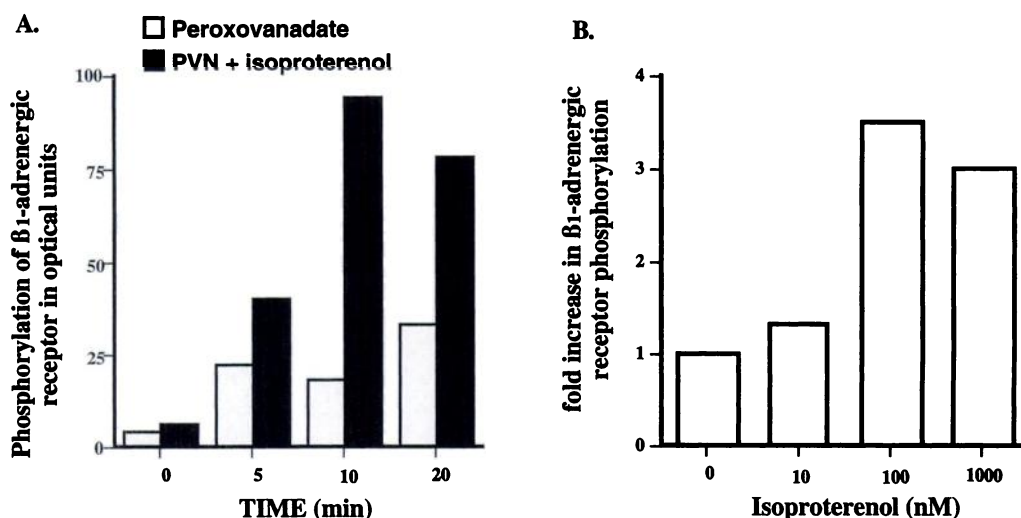 A.
Peroxovanadate
PVN + isoproterenol
Phosphorylation of ß1-adrenergic
receptor in optical units
100
75
50
25
0
0 5 10 20
TIME (min)
B.
fold increase in ß1-adrenergic
receptor phosphorylation
4
3
2
1
0
0 10 100 1000
Isoproterenol (nM)